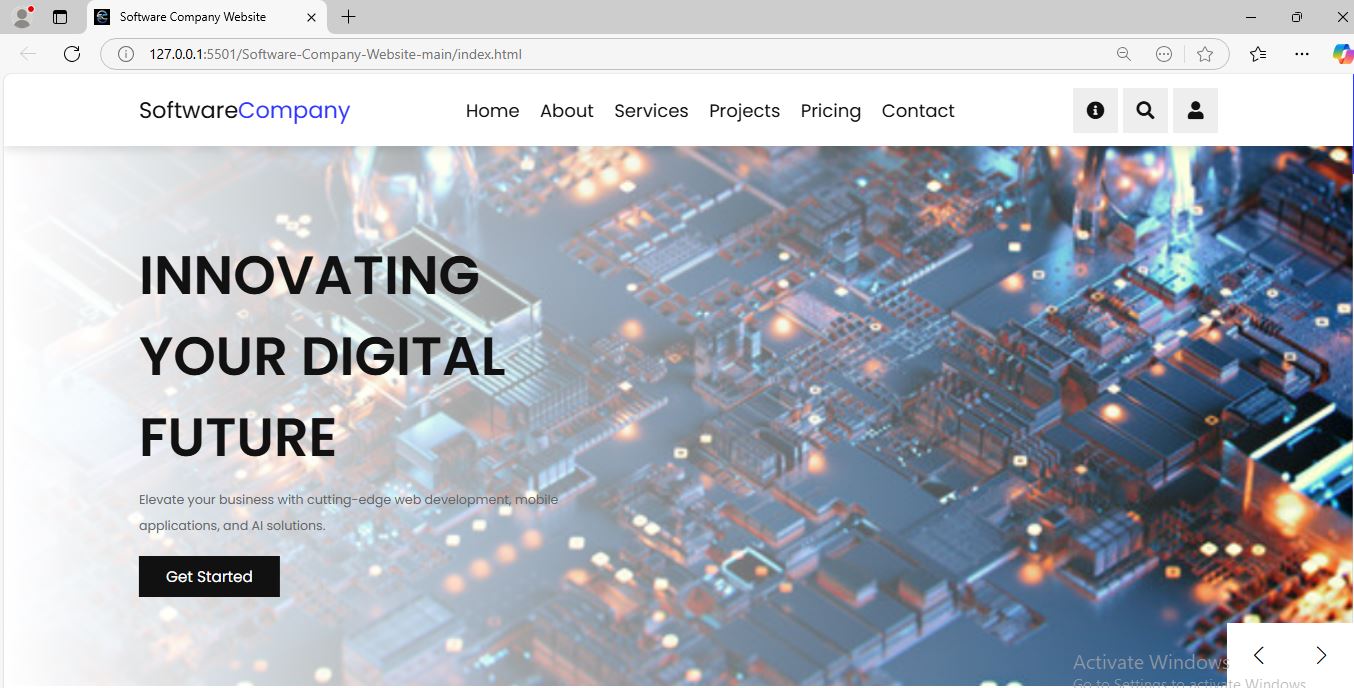 Software Company Website
127.0.0.1:5501/Software-Company-Website-main/index.html
SoftwareCompany
Home About Services Projects Pricing Contact
INNOVATING
YOUR DIGITAL
FUTURE
Elevate your business with cutting-edge web development, mobile
applications, and AI solutions.
Get Started
Activate Windows
Go to Settings to activate Windows.